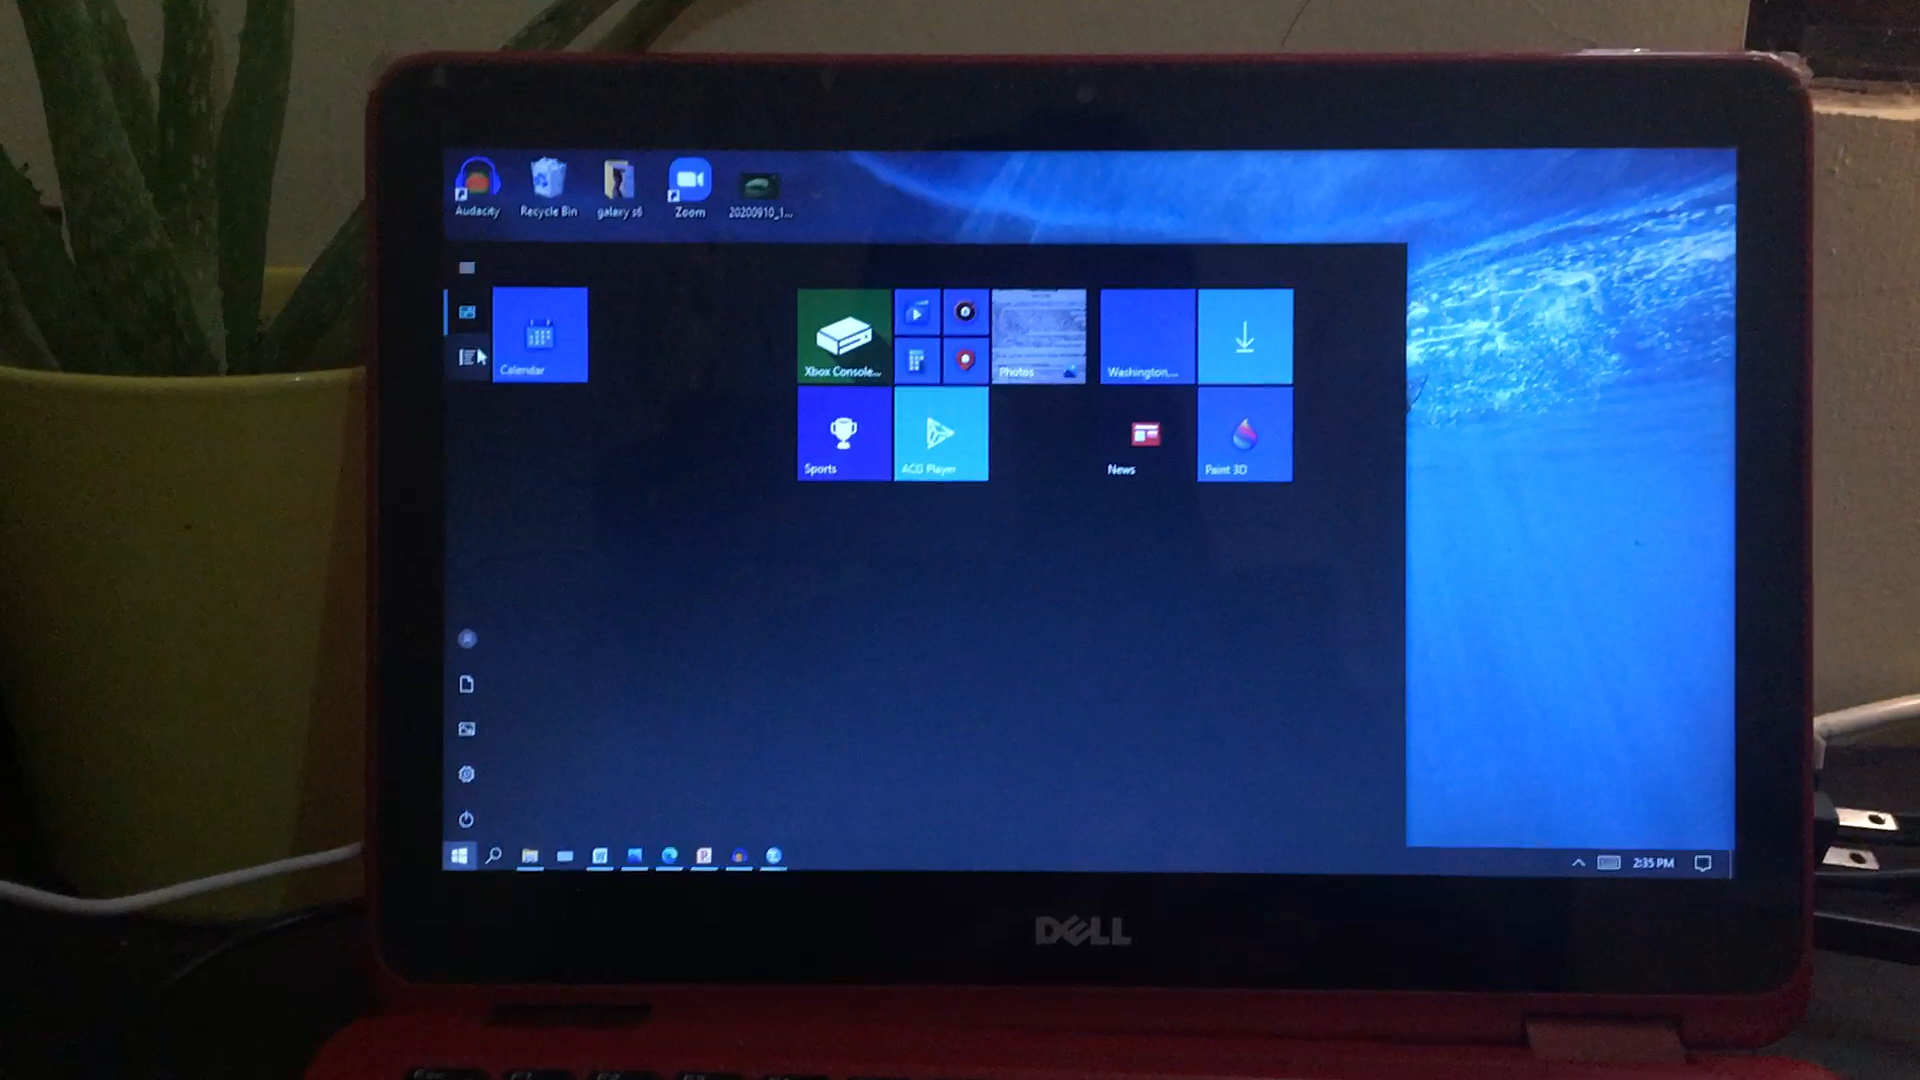 Audacity
Recycle Bin
galaxy s6
Zoom
20200910_1...
Calendar
Xbox Console...
Photos
Washington,...
Sports
ACG Player
News
Paint 3D
2:35 PM
DELL